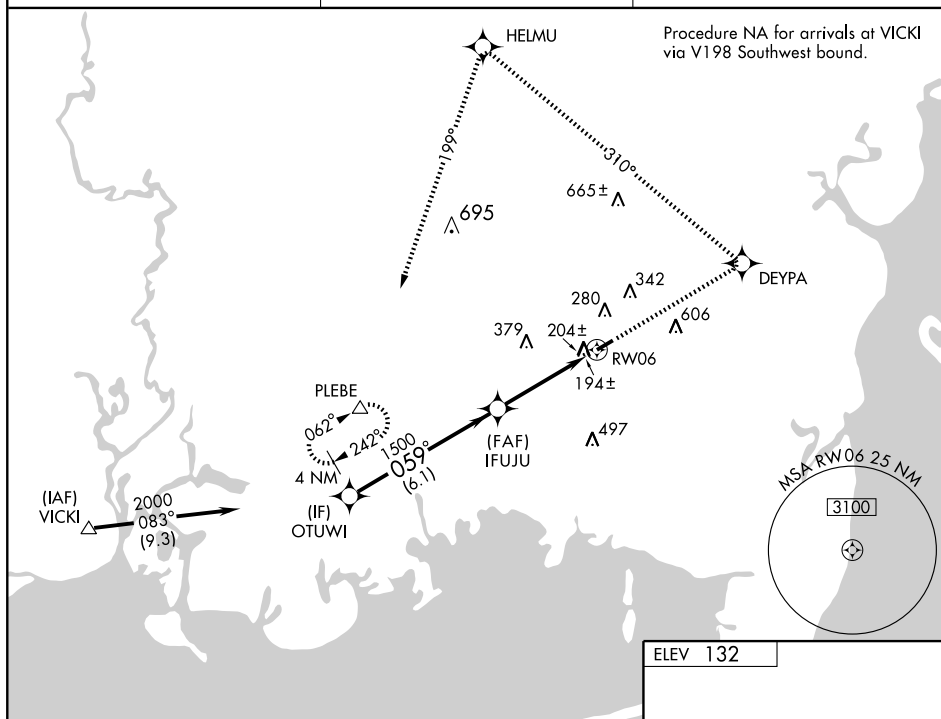 HELMU
Procedure NA for arrivals at VICKI
via V198 Southwest bound.
199°
310°
665±
695
DEYPA
342
280
606
379
204±
RW06
194±
PLEBE
062°
242°
4 NM
1500
059°
(6.1)
(FAF)
IFUJU
497
(IAF)
VICKI
2000
083°
(9.3)
(IF)
OTUWI
MSA RW06 25 NM
3100
ELEV 132